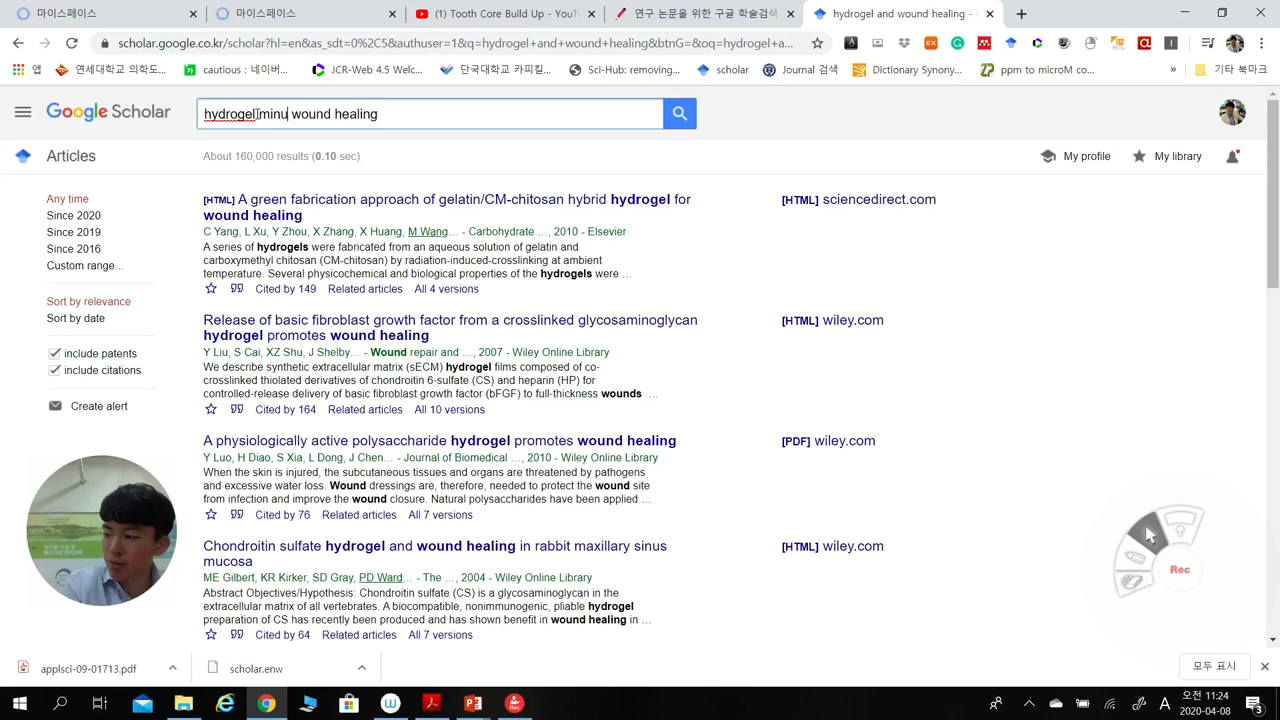 마이스페이스
마이스페이스
(1) Tooth Core Build Up - YouT
연구 논문을 위한 구글 학술검색
hydrogel and wound healing -
scholar.google.co.kr/scholar?hl=en&as_sdt=0%2C5&authuser=1&q=hydrogel+and+wound+healing&btnG=&oq=hydrogel+a...
앱
연세대학교 의학도...
cautious : 네이버...
JCR-Web 4.5 Welc...
단국대학교 카피킬...
Sci-Hub: removing...
scholar
Journal 검색
Dictionary Synony...
ppm to microM co...
»
기타 북마크
Google Scholar
hydrogel minu wound healing
Articles
About 160,000 results (0.10 sec)
My profile
My library
Any time
Since 2020
Since 2019
Since 2016
Custom range...
Sort by relevance
Sort by date
include patents
include citations
Create alert
[HTML] A green fabrication approach of gelatin/CM-chitosan hybrid hydrogel for
wound healing
C Yang, L Xu, Y Zhou, X Zhang, X Huang, M Wang... - Carbohydrate ..., 2010 - Elsevier
A series of hydrogels were fabricated from an aqueous solution of gelatin and
carboxymethyl chitosan (CM-chitosan) by radiation-induced-crosslinking at ambient
temperature. Several physicochemical and biological properties of the hydrogels were ...
Cited by 149 Related articles All 4 versions
[HTML] sciencedirect.com
Release of basic fibroblast growth factor from a crosslinked glycosaminoglycan
hydrogel promotes wound healing
Y Liu, S Cai, XZ Shu, J Shelby... - Wound repair and ..., 2007 - Wiley Online Library
We describe synthetic extracellular matrix (sECM) hydrogel films composed of co-
crosslinked thiolated derivatives of chondroitin 6-sulfate (CS) and heparin (HP) for
controlled-release delivery of basic fibroblast growth factor (bFGF) to full-thickness wounds ...
Cited by 164 Related articles All 10 versions
[HTML] wiley.com
A physiologically active polysaccharide hydrogel promotes wound healing
Y Luo, H Diao, S Xia, L Dong, J Chen... - Journal of Biomedical ..., 2010 - Wiley Online Library
When the skin is injured, the subcutaneous tissues and organs are threatened by pathogens
and excessive water loss. Wound dressings are, therefore, needed to protect the wound site
from infection and improve the wound closure. Natural polysaccharides have been applied ...
Cited by 76 Related articles All 7 versions
[PDF] wiley.com
Chondroitin sulfate hydrogel and wound healing in rabbit maxillary sinus
mucosa
ME Gilbert, KR Kirker, SD Gray, PD Ward... - The ..., 2004 - Wiley Online Library
Abstract Objectives/Hypothesis: Chondroitin sulfate (CS) is a glycosaminoglycan in the
extracellular matrix of all vertebrates. A biocompatible, nonimmunogenic, pliable hydrogel
preparation of CS has recently been produced and has shown benefit in wound healing in ...
Cited by 64 Related articles All 7 versions
[HTML] wiley.com
Rec
applsci-09-01713.pdf
scholar.enw
모두 표시
A
오전 11:24
2020-04-08
3